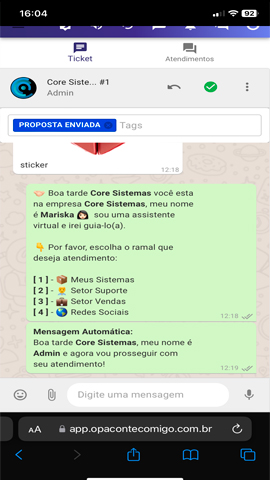 16:04
92
Ticket
Atendimentos
Core Siste... #1
Admin
PROPOSTA ENVIADA
Tags
sticker
12:18
Boa tarde Core Sistemas você esta
na empresa Core Sistemas, meu nome
é Mariska 👩🏻 sou uma assistente
virtual e irei guia-lo(a).
👇 Por favor, escolha o ramal que
deseja atendimento:
[ 1 ] - 📦 Meus Sistemas
[ 2 ] - Setor Suporte
[ 3 ] - Setor Vendas
[ 4 ] - 🌎 Redes Sociais
12:18
Mensagem Automática:
Boa tarde Core Sistemas, meu nome é
Admin e agora vou prosseguir com
seu atendimento!
12:19
Digite uma mensagem
AA app.opacontecomigo.com.br